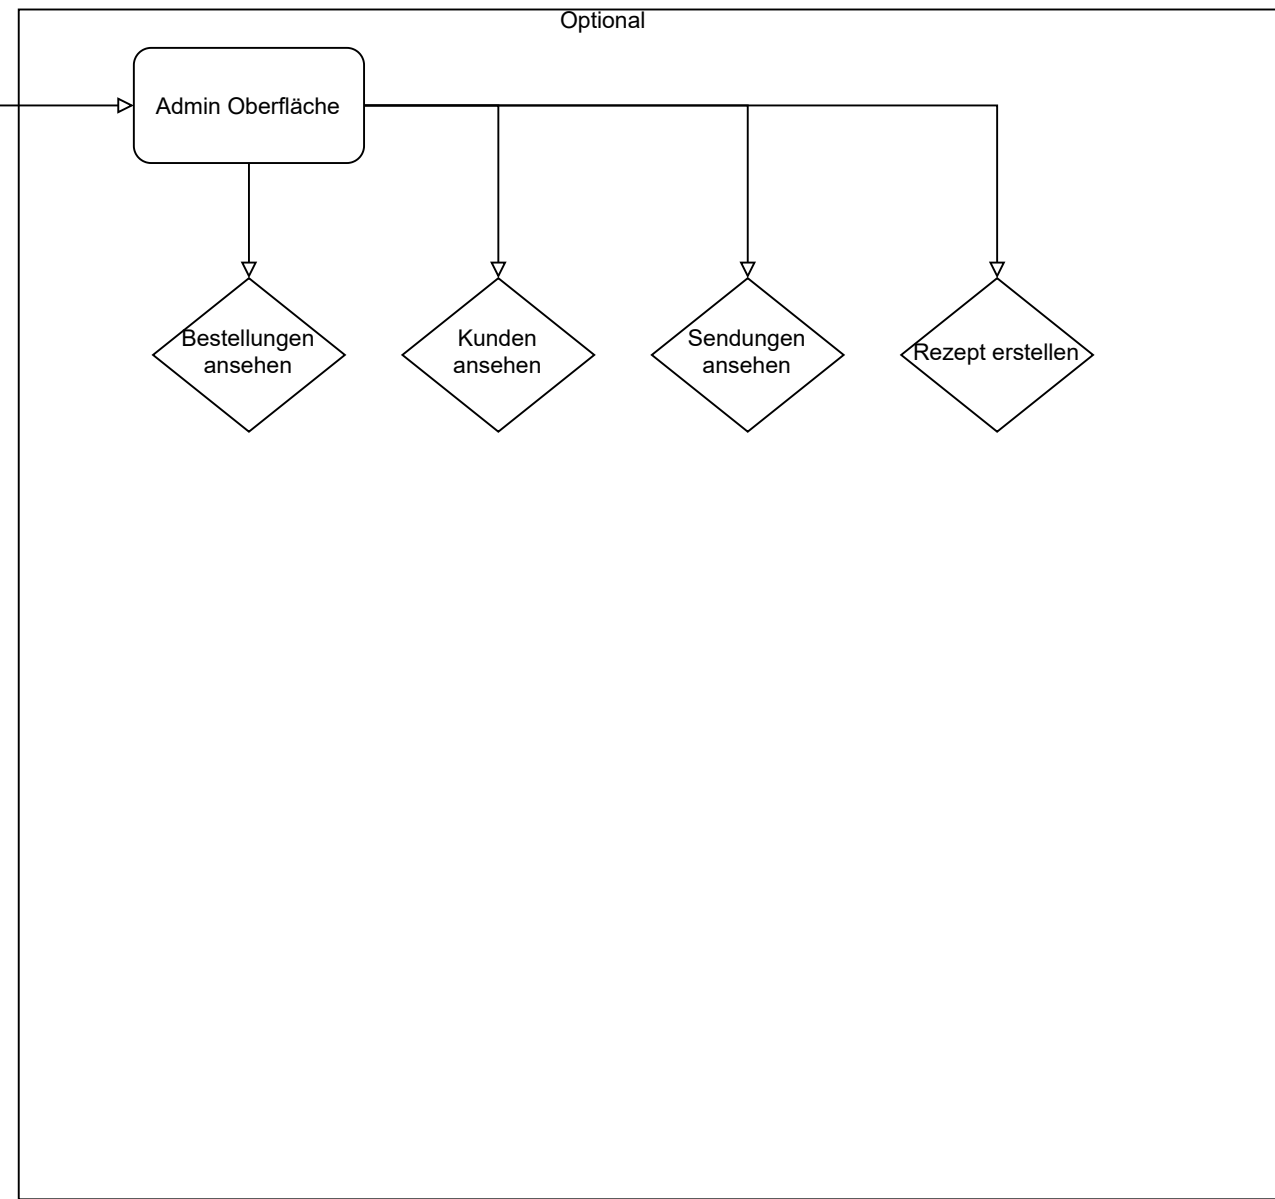 Optional
Admin Oberfläche
Bestellungen
ansehen
Kunden
ansehen
Sendungen
ansehen
Rezept erstellen